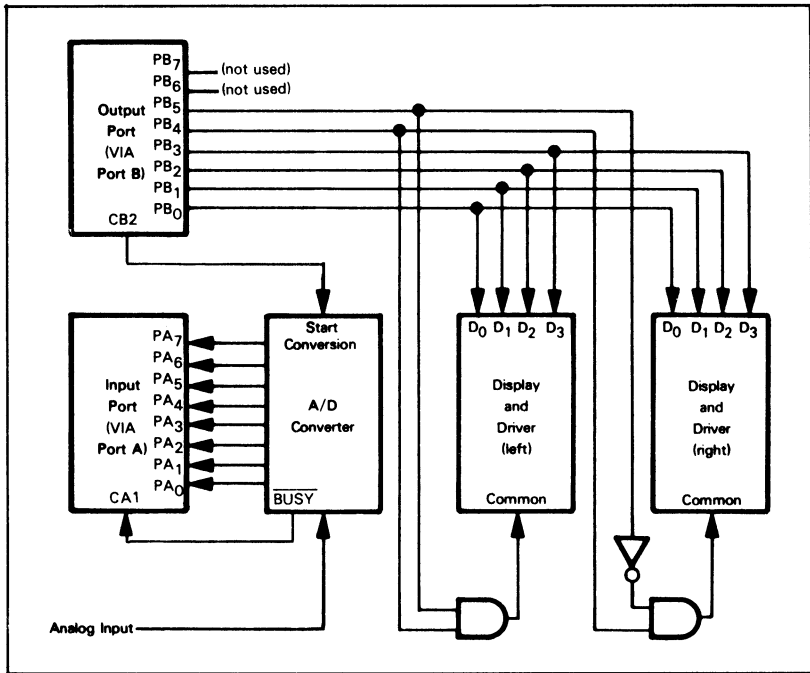 PB7 (not used)
PB6 (not used)
PB5
PB4
PB3
PB2
PB1
PB0
Output
Port
(VIA
Port B)
CB2
PA7
PA6
PA5
PA4
PA3
PA2
PA1
PA0
Input
Port
(VIA
Port A)
CA1
Start
Conversion
A/D
Converter
BUSY
D0 D1 D2 D3
Display
and
Driver
(left)
Common
D0 D1 D2 D3
Display
and
Driver
(right)
Common
Analog Input